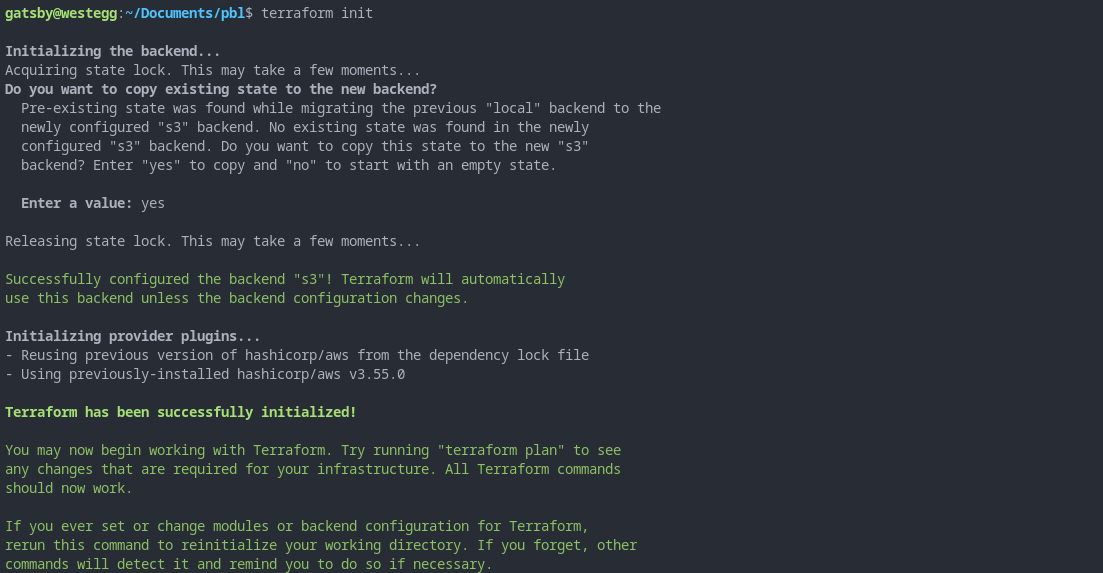 gatsby@westegg:~/Documents/pbl$ terraform init
Initializing the backend...
Acquiring state lock. This may take a few moments...
Do you want to copy existing state to the new backend?
  Pre-existing state was found while migrating the previous "local" backend to the
  newly configured "s3" backend. No existing state was found in the newly
  configured "s3" backend. Do you want to copy this state to the new "s3"
  backend? Enter "yes" to copy and "no" to start with an empty state.
  Enter a value: yes
Releasing state lock. This may take a few moments...
Successfully configured the backend "s3"! Terraform will automatically
use this backend unless the backend configuration changes.
Initializing provider plugins...
- Reusing previous version of hashicorp/aws from the dependency lock file
- Using previously-installed hashicorp/aws v3.55.0
Terraform has been successfully initialized!
You may now begin working with Terraform. Try running "terraform plan" to see
any changes that are required for your infrastructure. All Terraform commands
should now work.
If you ever set or change modules or backend configuration for Terraform,
rerun this command to reinitialize your working directory. If you forget, other
commands will detect it and remind you to do so if necessary.